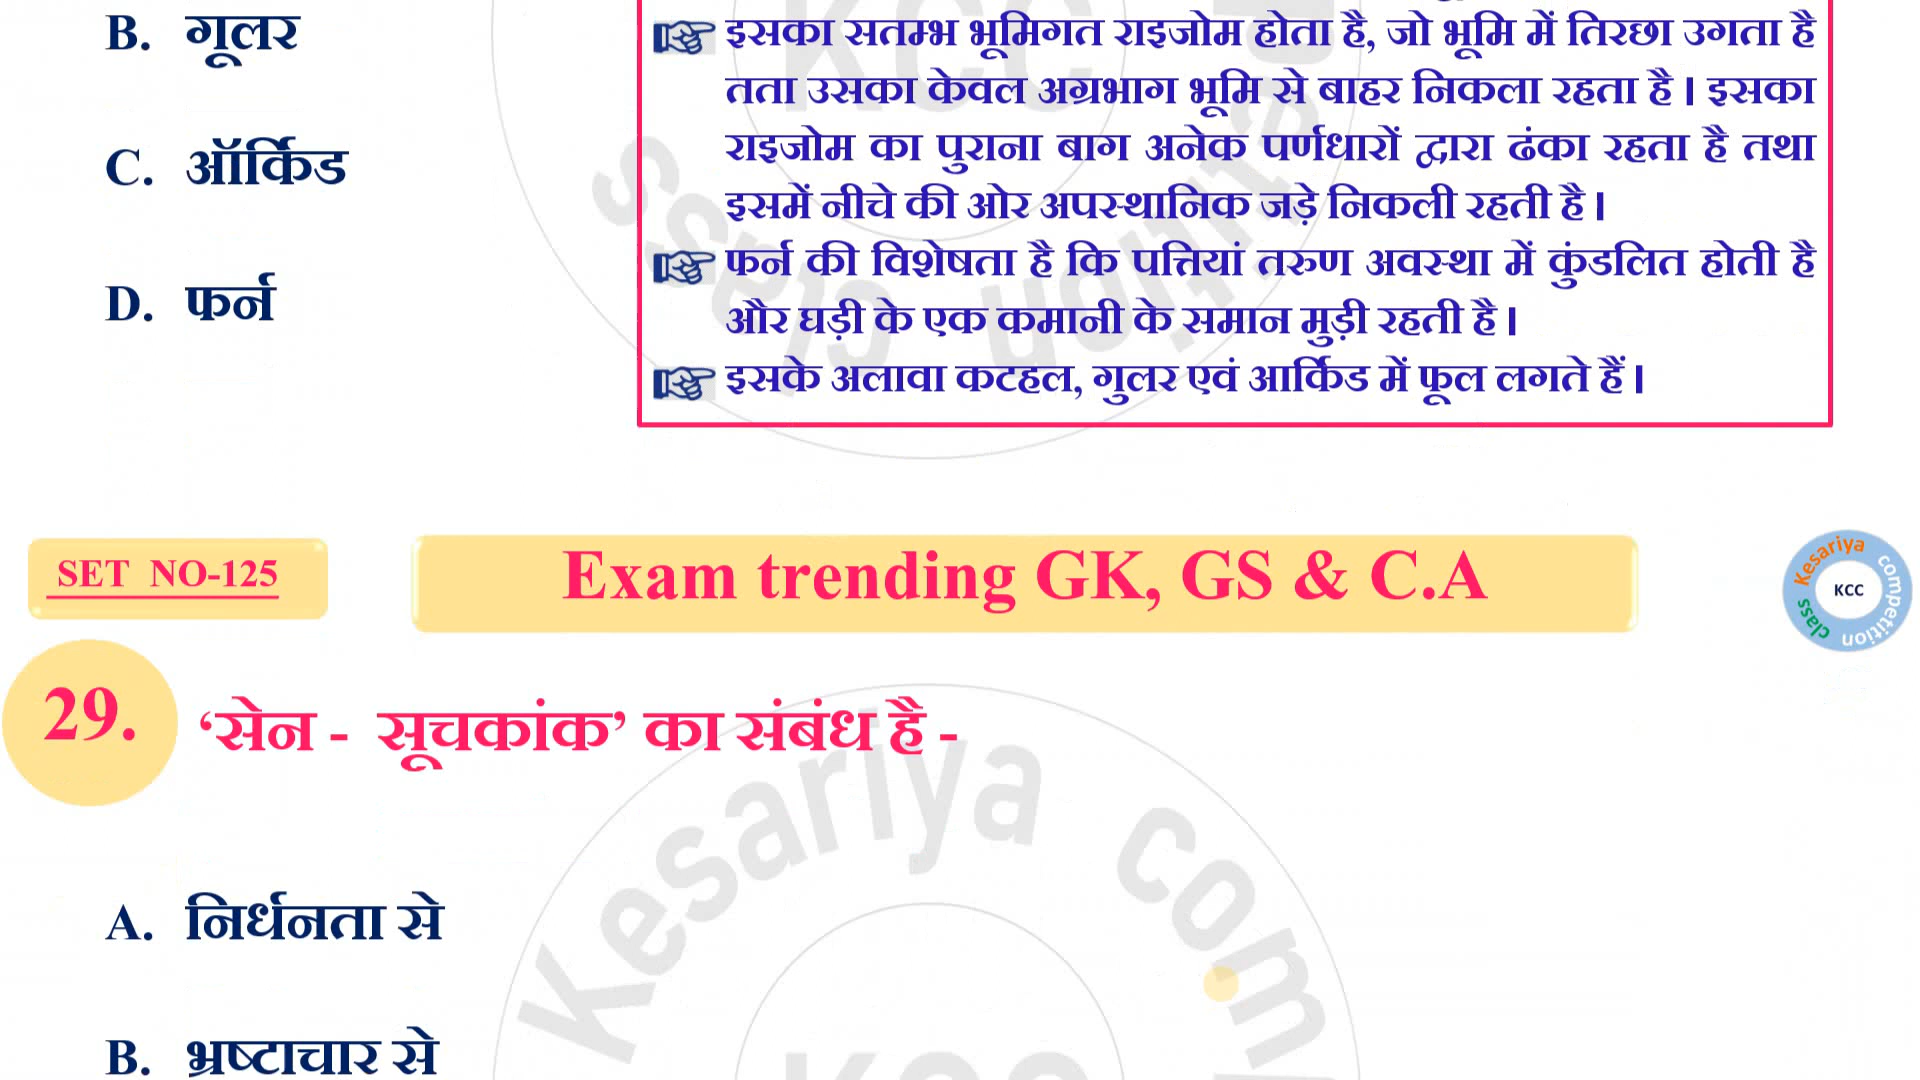 B. गूलर
C. ऑर्किड
D. फर्न
इसका सतम्भ भूमिगत राइजोम होता है, जो भूमि में तिरछा उगता है
तता उसका केवल अग्रभाग भूमि से बाहर निकला रहता है। इसका
राइजोम का पुराना बाग अनेक पर्णधारों द्वारा ढंका रहता है तथा
इसमें नीचे की ओर अपस्थानिक जड़े निकली रहती है।
फर्न की विशेषता है कि पत्तियां तरुण अवस्था में कुंडलित होती है
और घड़ी के एक कमानी के समान मुड़ी रहती है।
इसके अलावा कटहल, गुलर एवं आर्किड में फूल लगते हैं।
SET NO-125
Exam trending GK, GS & C.A
Kesariya competition class
KCC
29. ‘सेन - सूचकांक’ का संबंध है -
A. निर्धनता से
B. भ्रष्टाचार से